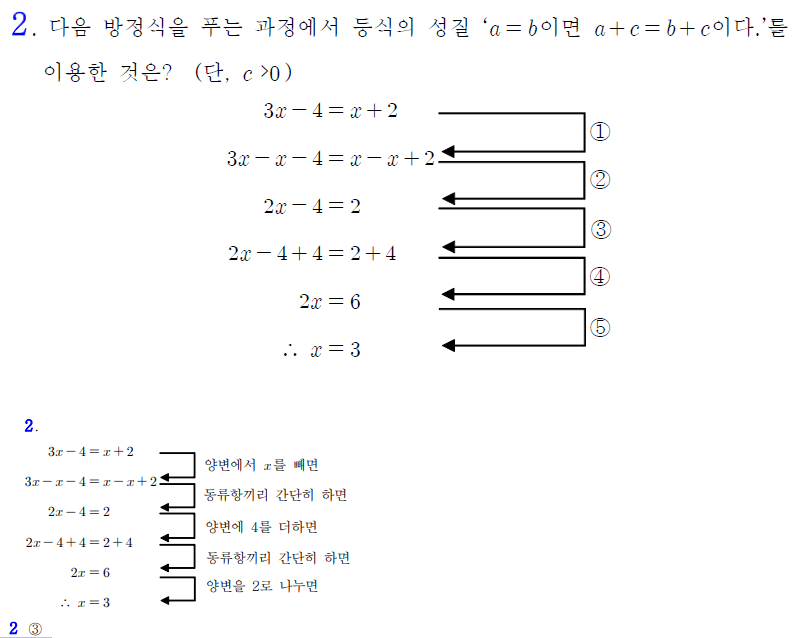 2. 다음 방정식을 푸는 과정에서 등식의 성질 ‘a=b이면 a+c=b+c이다.’를
이용한 것은? (단, c >0)
3x-4=x+2
①
3x-x-4=x-x+2
②
2x-4=2
③
2x-4+4=2+4
④
2x=6
⑤
∴ x=3
2.
3x-4=x+2
양변에서 x를 빼면
3x-x-4=x-x+2
동류항끼리 간단히 하면
2x-4=2
양변에 4를 더하면
2x-4+4=2+4
동류항끼리 간단히 하면
2x=6
양변을 2로 나누면
∴ x=3
2 ③